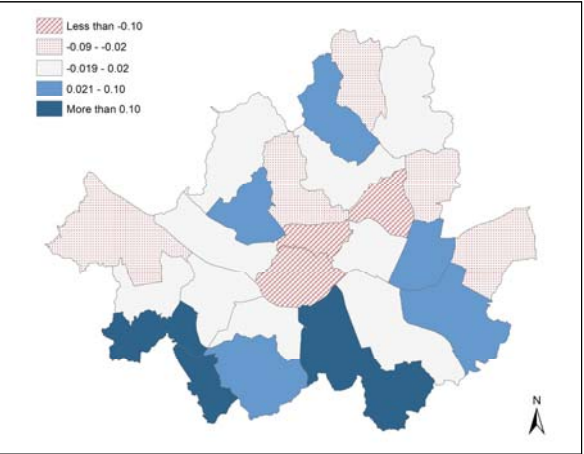 Less than -0.10
-0.09 - -0.02
-0.019 - 0.02
0.021 - 0.10
More than 0.10
N